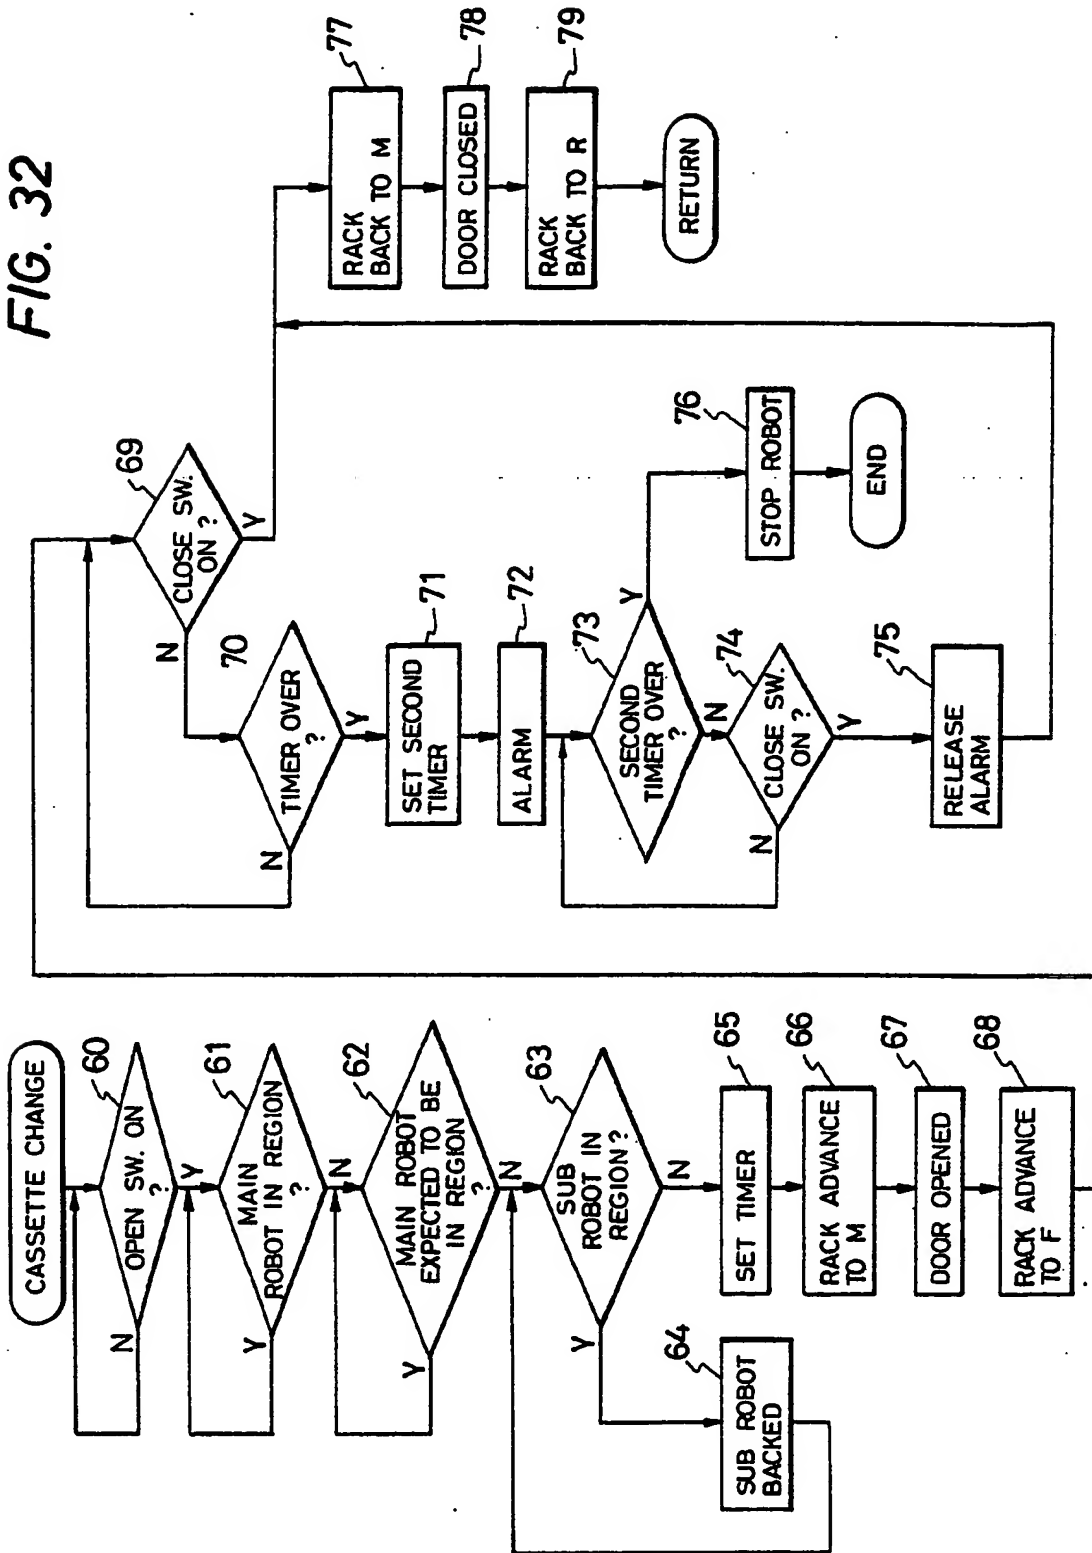 FIG. 32
CASSETTE CHANGE
60
OPEN SW. ON
?
N
Y
61
MAIN
ROBOT IN REGION
?
Y
N
62
MAIN ROBOT
EXPECTED TO BE
IN REGION
?
Y
N
63
SUB
ROBOT IN
REGION?
Y
N
64
SUB ROBOT
BACKED
65
SET TIMER
66
RACK ADVANCE
TO M
67
DOOR OPENED
68
RACK ADVANCE
TO F
69
CLOSE SW.
ON ?
N
Y
70
TIMER OVER
?
N
Y
71
SET SECOND
TIMER
72
ALARM
73
SECOND
TIMER OVER
?
Y
N
74
CLOSE SW.
ON ?
N
Y
75
RELEASE
ALARM
76
STOP ROBOT
END
77
RACK
BACK TO M
78
DOOR CLOSED
79
RACK
BACK TO R
RETURN